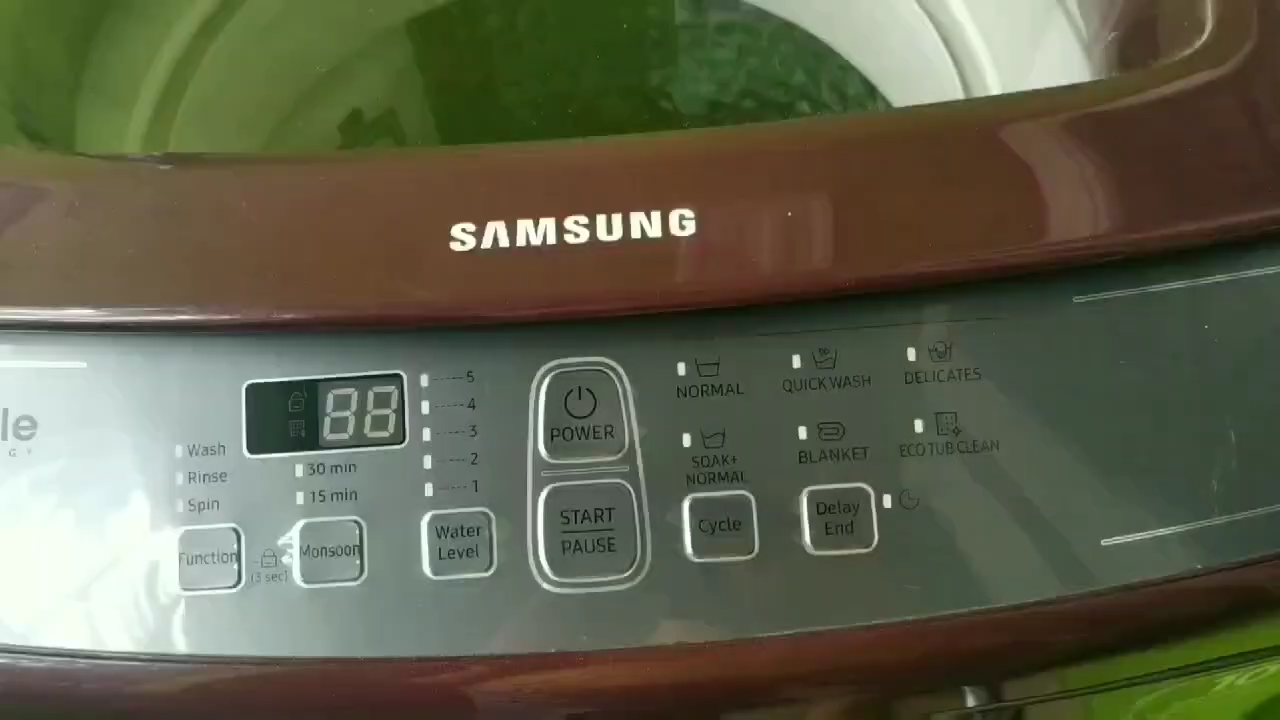 SAMSUNG
le
88
Wash
Rinse
Spin
30 min
15 min
5
4
3
2
1
Function
(3 sec)
Monsoon
Water
Level
POWER
START
PAUSE
NORMAL
QUICK WASH
DELICATES
SOAK+
NORMAL
BLANKET
ECO TUB CLEAN
Cycle
Delay
End